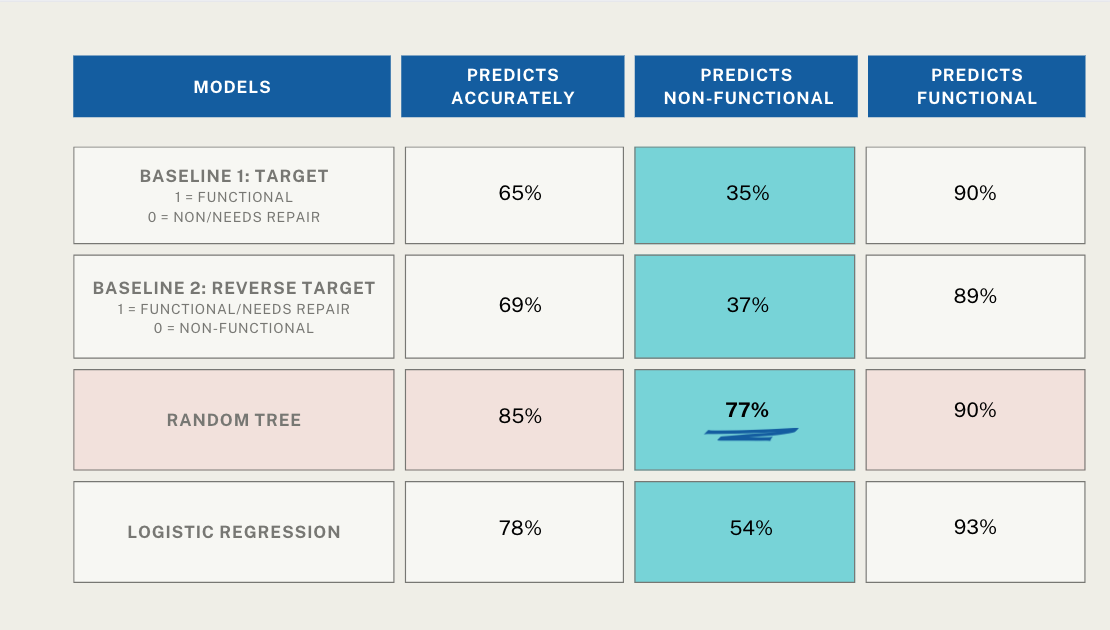 MODELS
PREDICTS
ACCURATELY
PREDICTS
NON-FUNCTIONAL
PREDICTS
FUNCTIONAL
BASELINE 1: TARGET
1 = FUNCTIONAL
0 = NON/NEEDS REPAIR
65%
35%
90%
BASELINE 2: REVERSE TARGET
1 = FUNCTIONAL/NEEDS REPAIR
0 = NON-FUNCTIONAL
69%
37%
89%
RANDOM TREE
85%
77%
90%
LOGISTIC REGRESSION
78%
54%
93%